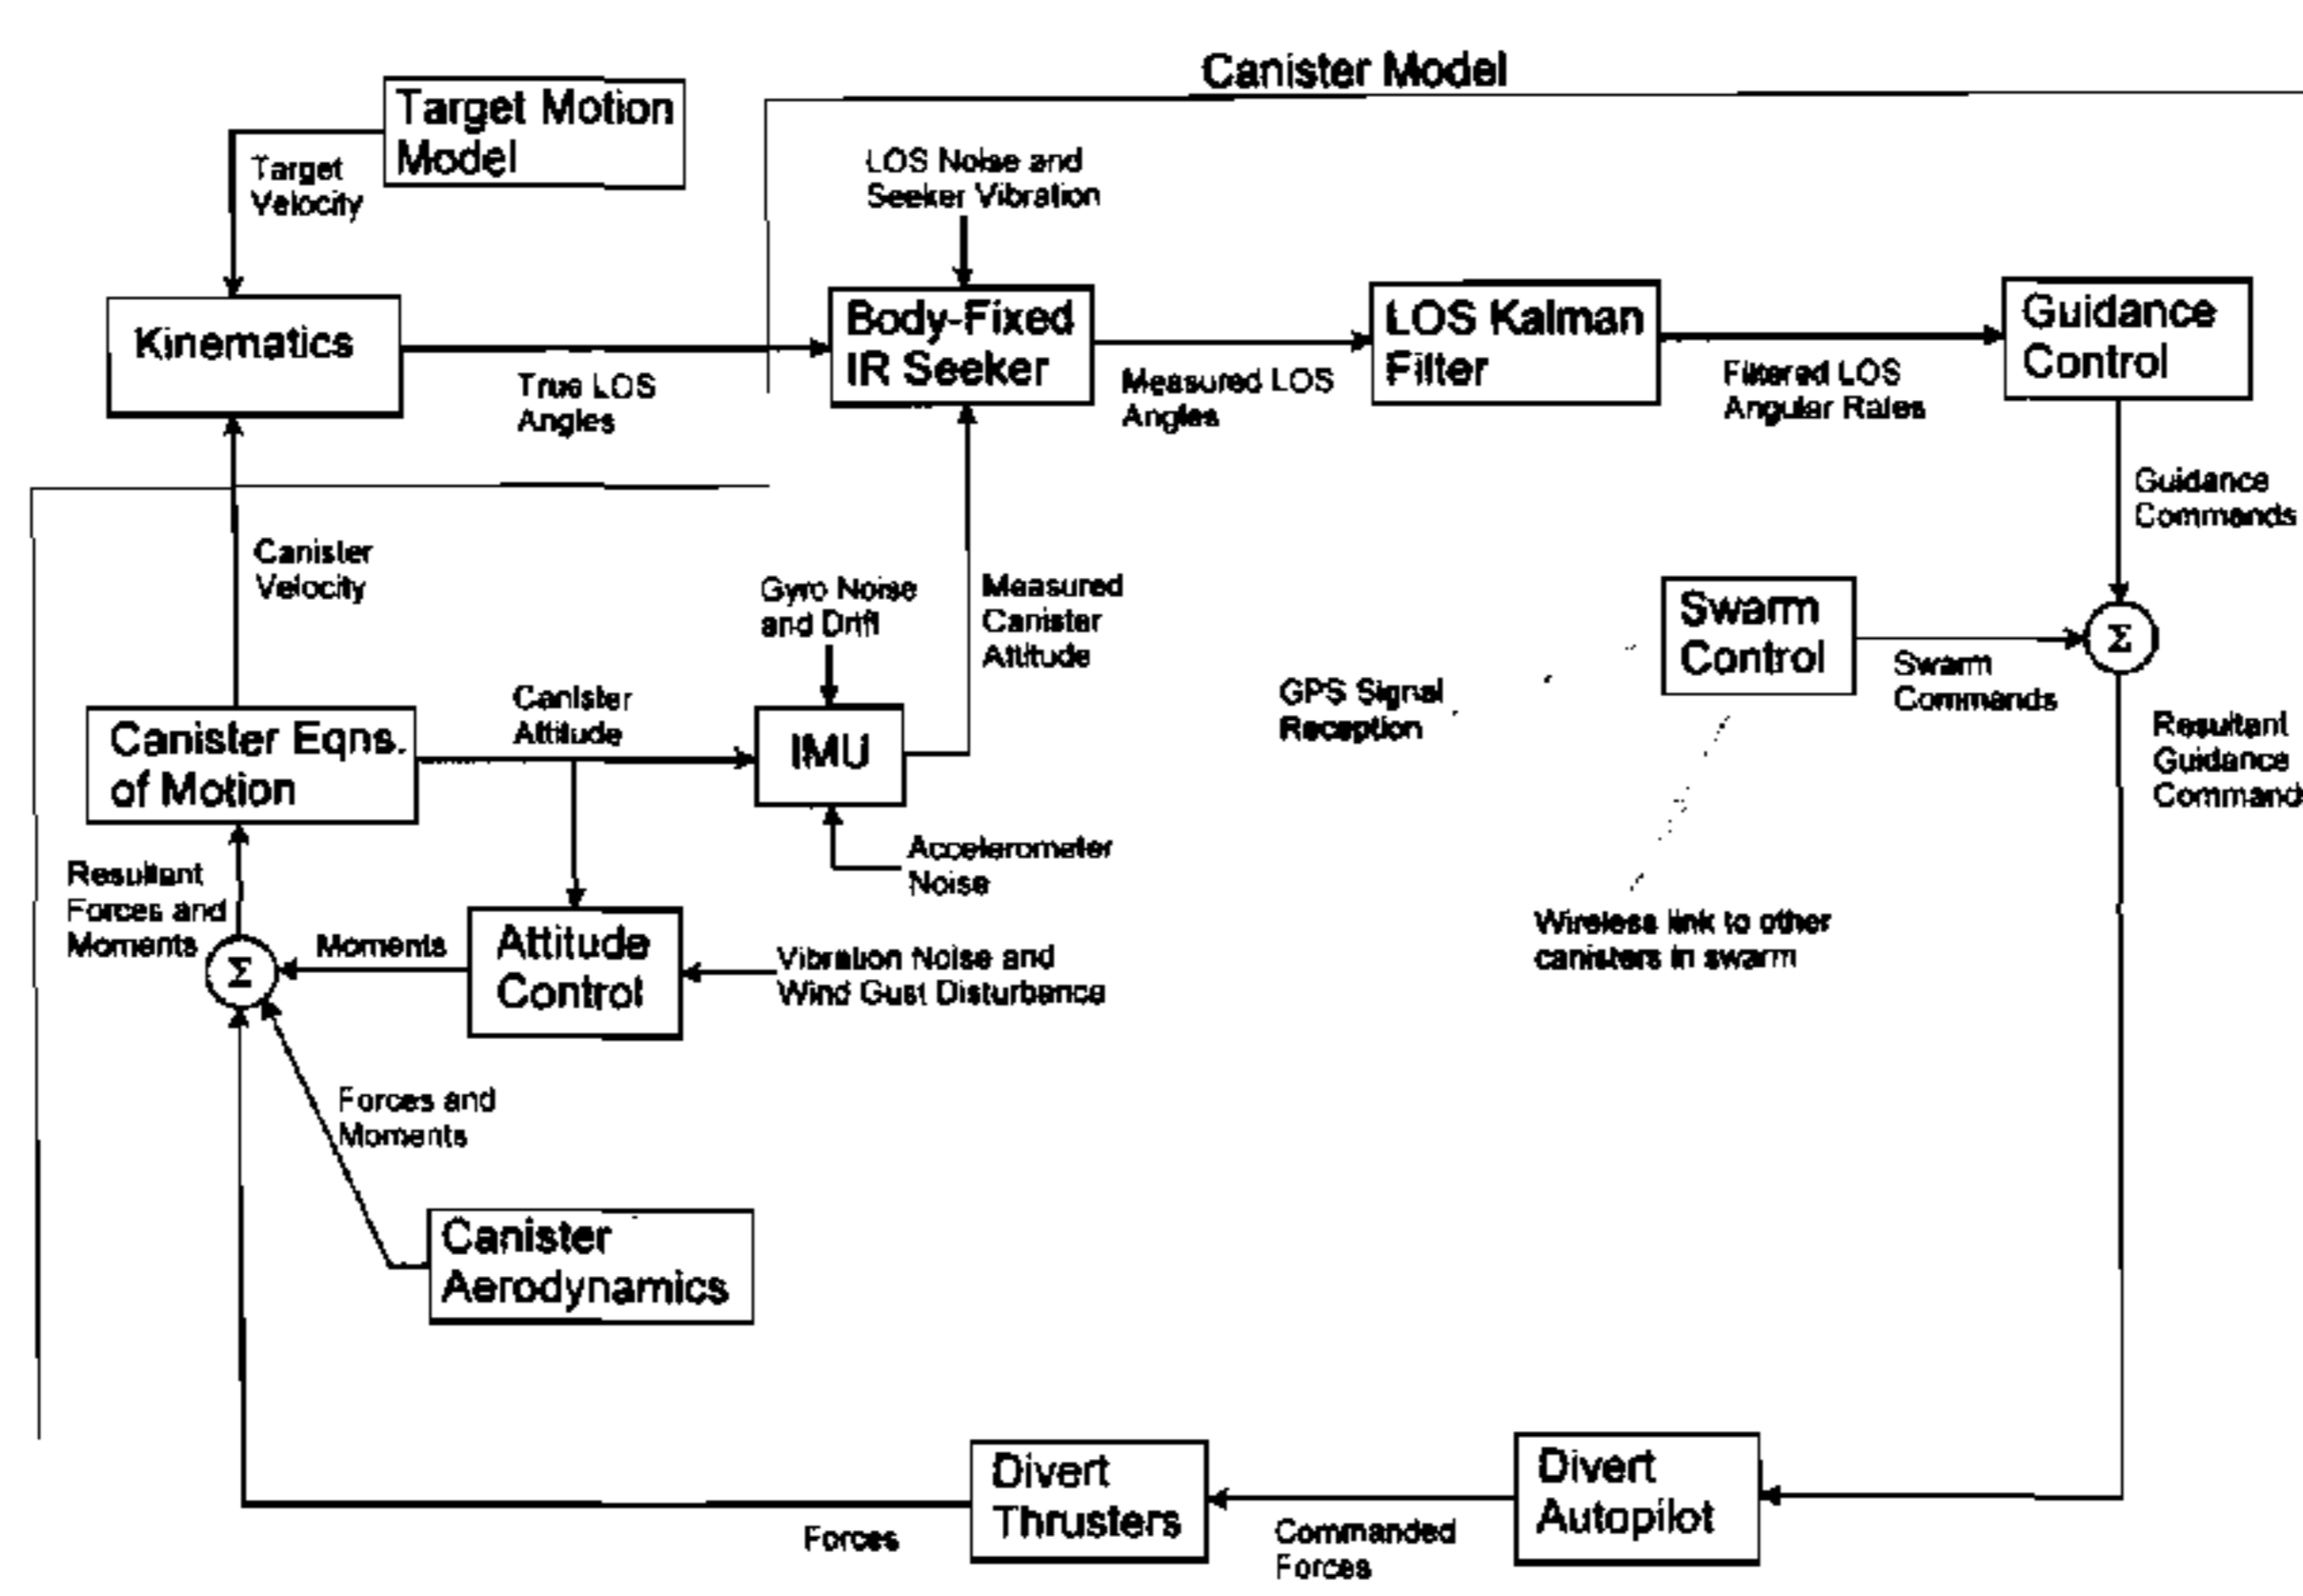 Canister Model
Target Motion
Model
Target
Velocity
LOS Noise and
Seeker Vibration
Kinematics
True LOS
Angles
Body-Fixed
IR Seeker
Measured LOS
Angles
LOS Kalman
Filter
Filtered LOS
Angular Rates
Guidance
Control
Guidance
Commands
Canister
Velocity
Gyro Noise
and Drift
Measured
Canister
Attitude
Swarm
Control
Σ
Swarm
Commands
GPS Signal
Reception
Canister
Attitude
Canister Eqns.
of Motion
IMU
Resultant
Guidance
Command
Accelerometer
Noise
Resultant
Forces and
Moments
Σ
Moments
Attitude
Control
Vibration Noise and
Wind Gust Disturbance
Wireless link to other
canisters in swarm
Forces and
Moments
Canister
Aerodynamics
Forces
Divert
Thrusters
Commanded
Forces
Divert
Autopilot